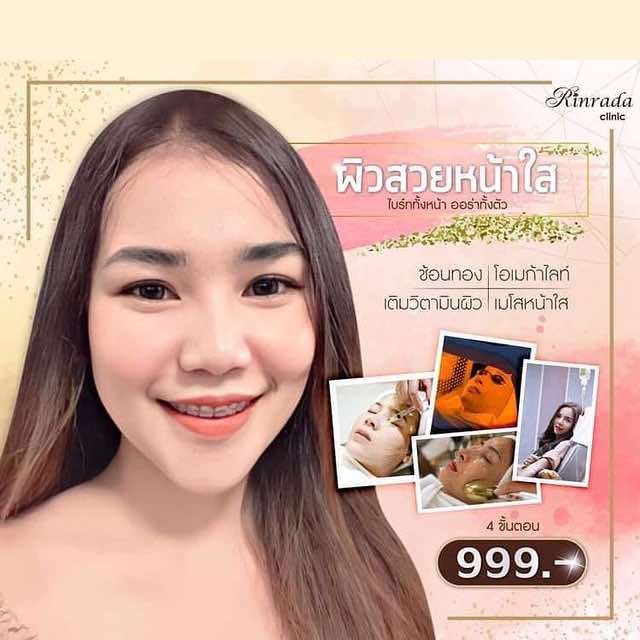 Rinrada
clinic
ผิวสวยหน้าใส
ไบร์ททั้งหน้า ออร่าทั้งตัว
ช้อนทอง | โอเมก้าไลท์
เติมวิตามินผิว | เมโสหน้าใส
4 ขั้นตอน
999.-